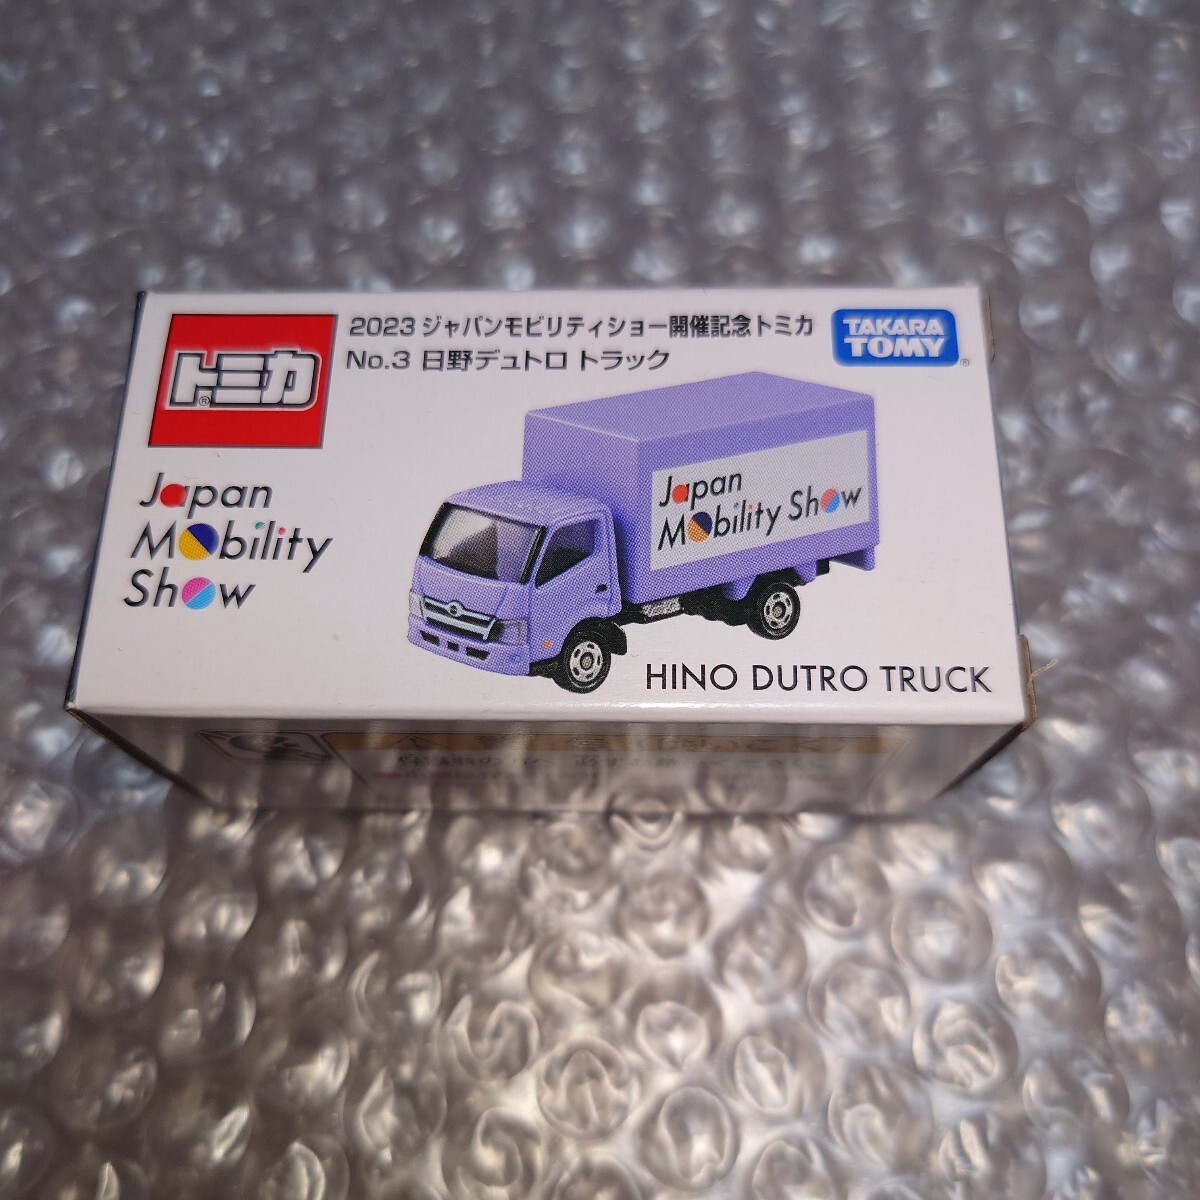 トミカ
®
2023 ジャパンモビリティショー開催記念トミカ
No.3 日野デュトロ トラック
TAKARA
TOMY
®
Japan
Mobility
Show
Japan
Mobility Show
HINO DUTRO TRUCK